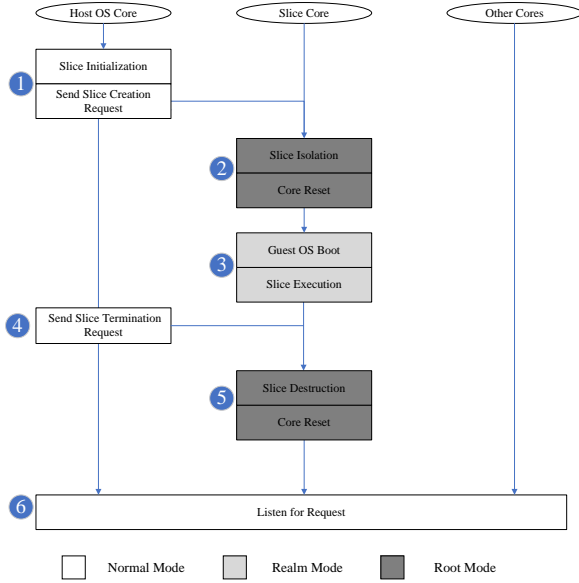 Host OS Core
Slice Core
Other Cores
1
Slice Initialization
Send Slice Creation
Request
2
Slice Isolation
Core Reset
3
Guest OS Boot
Slice Execution
4
Send Slice Termination
Request
5
Slice Destruction
Core Reset
6
Listen for Request
Normal Mode
Realm Mode
Root Mode